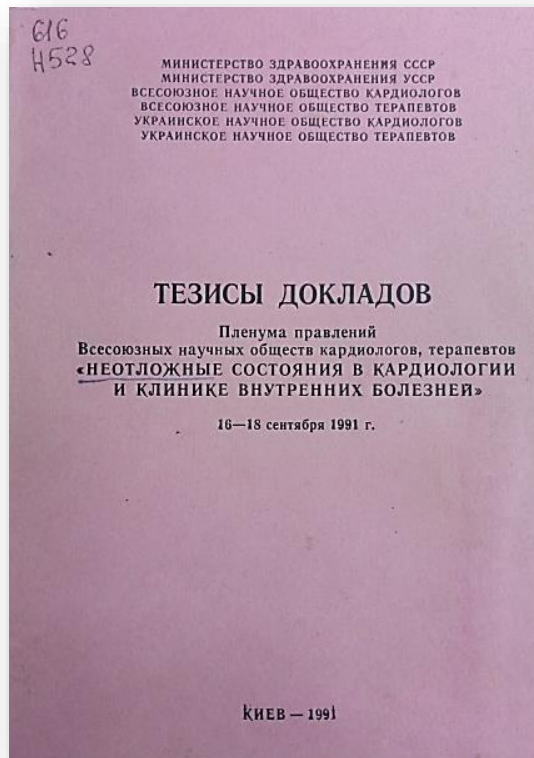 616
Н528
МИНИСТЕРСТВО ЗДРАВООХРАНЕНИЯ СССР
МИНИСТЕРСТВО ЗДРАВООХРАНЕНИЯ УССР
ВСЕСОЮЗНОЕ НАУЧНОЕ ОБЩЕСТВО КАРДИОЛОГОВ
ВСЕСОЮЗНОЕ НАУЧНОЕ ОБЩЕСТВО ТЕРАПЕВТОВ
УКРАИНСКОЕ НАУЧНОЕ ОБЩЕСТВО КАРДИОЛОГОВ
УКРАИНСКОЕ НАУЧНОЕ ОБЩЕСТВО ТЕРАПЕВТОВ
ТЕЗИСЫ ДОКЛАДОВ
Пленума правлений
Всесоюзных научных обществ кардиологов, терапевтов
«НЕОТЛОЖНЫЕ СОСТОЯНИЯ В КАРДИОЛОГИИ
И КЛИНИКЕ ВНУТРЕННИХ БОЛЕЗНЕЙ»
16—18 сентября 1991 г.
КИЕВ — 1991